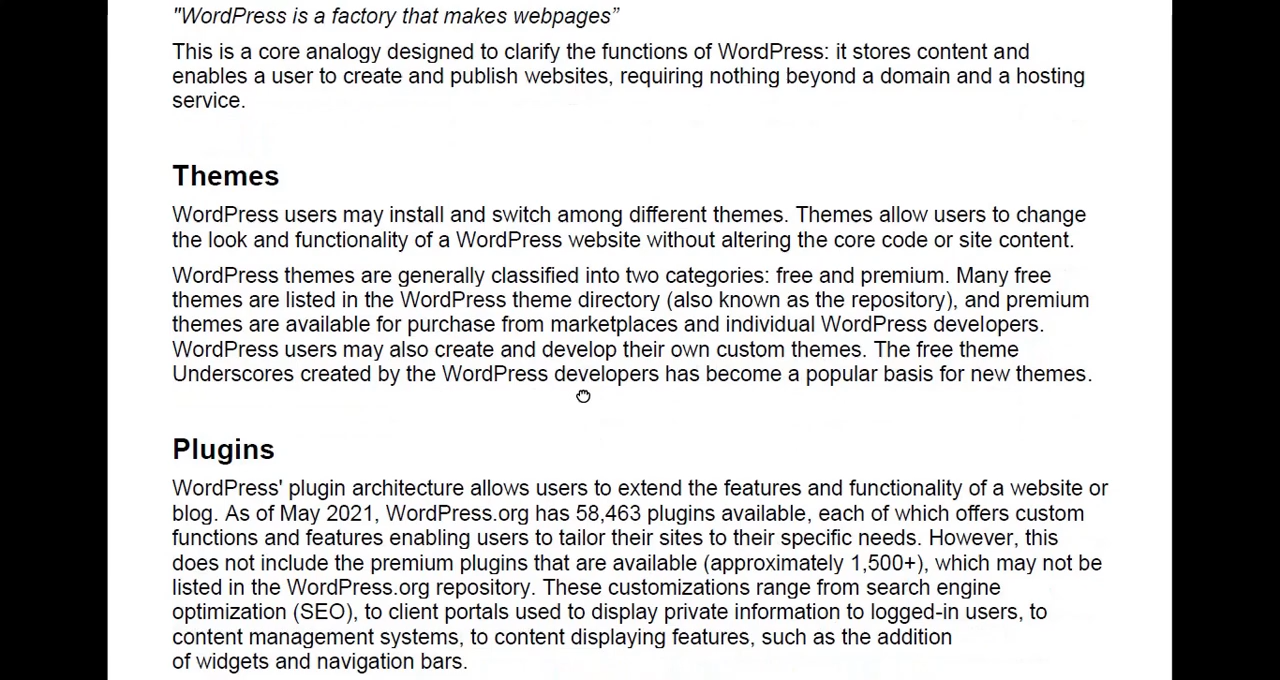 "WordPress is a factory that makes webpages”
This is a core analogy designed to clarify the functions of WordPress: it stores content and
enables a user to create and publish websites, requiring nothing beyond a domain and a hosting
service.
Themes
WordPress users may install and switch among different themes. Themes allow users to change
the look and functionality of a WordPress website without altering the core code or site content.
WordPress themes are generally classified into two categories: free and premium. Many free
themes are listed in the WordPress theme directory (also known as the repository), and premium
themes are available for purchase from marketplaces and individual WordPress developers.
WordPress users may also create and develop their own custom themes. The free theme
Underscores created by the WordPress developers has become a popular basis for new themes.
Plugins
WordPress' plugin architecture allows users to extend the features and functionality of a website or
blog. As of May 2021, WordPress.org has 58,463 plugins available, each of which offers custom
functions and features enabling users to tailor their sites to their specific needs. However, this
does not include the premium plugins that are available (approximately 1,500+), which may not be
listed in the WordPress.org repository. These customizations range from search engine
optimization (SEO), to client portals used to display private information to logged-in users, to
content management systems, to content displaying features, such as the addition
of widgets and navigation bars.